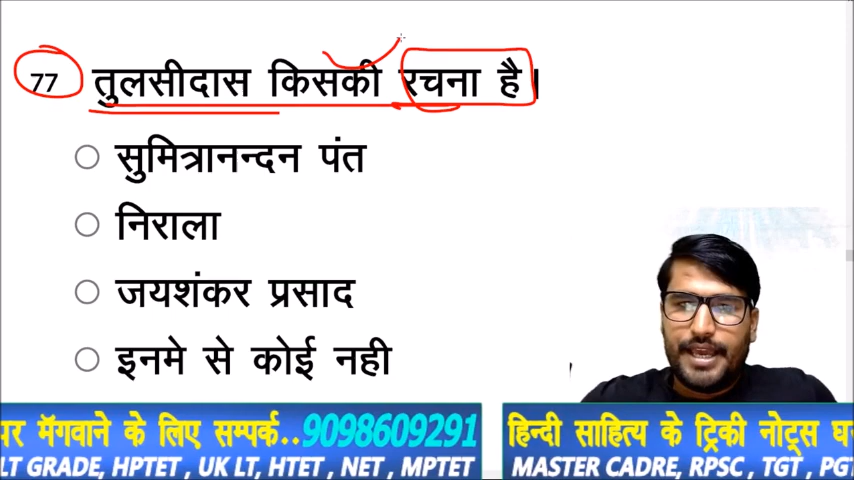 77 तुलसीदास किसकी रचना है।
सुमित्रानन्दन पंत
निराला
जयशंकर प्रसाद
इनमे से कोई नही
पर मॅगवाने के लिए सम्पर्क..9098609291 हिन्दी साहित्य के ट्रिकी नोट्स घ
LT GRADE, HPTET , UK LT, HTET , NET , MPTET MASTER CADRE, RPSC , TGT , PGT